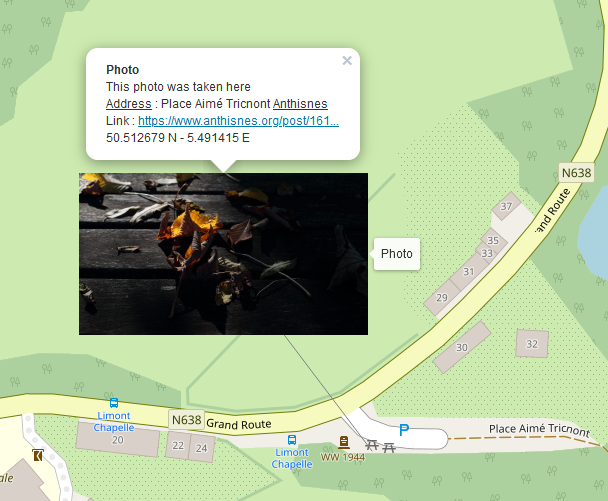 Photo
×
This photo was taken here
Address : Place Aimé Tricnont Anthisnes
Link : https://www.anthisnes.org/post/161...
50.512679 N - 5.491415 E
Photo
N638
Grand Route
37
35
33
31
29
30
32
Limont
Chapelle
N638
Grand Route
20
22
24
Limont
Chapelle
WW 1944
P
Place Aimé Tricnont
ale